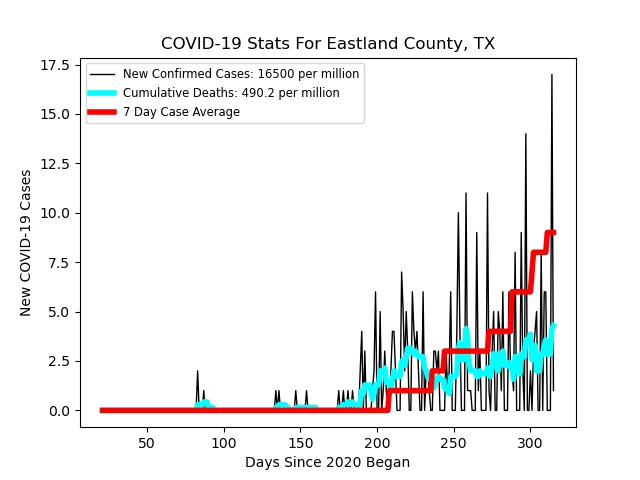 COVID-19 Stats For Eastland County, TX
17.5
15.0
12.5
10.0
7.5
5.0
2.5
0.0
New COVID-19 Cases
New Confirmed Cases: 16500 per million
Cumulative Deaths: 490.2 per million
7 Day Case Average
50 100 150 200 250 300
Days Since 2020 Began